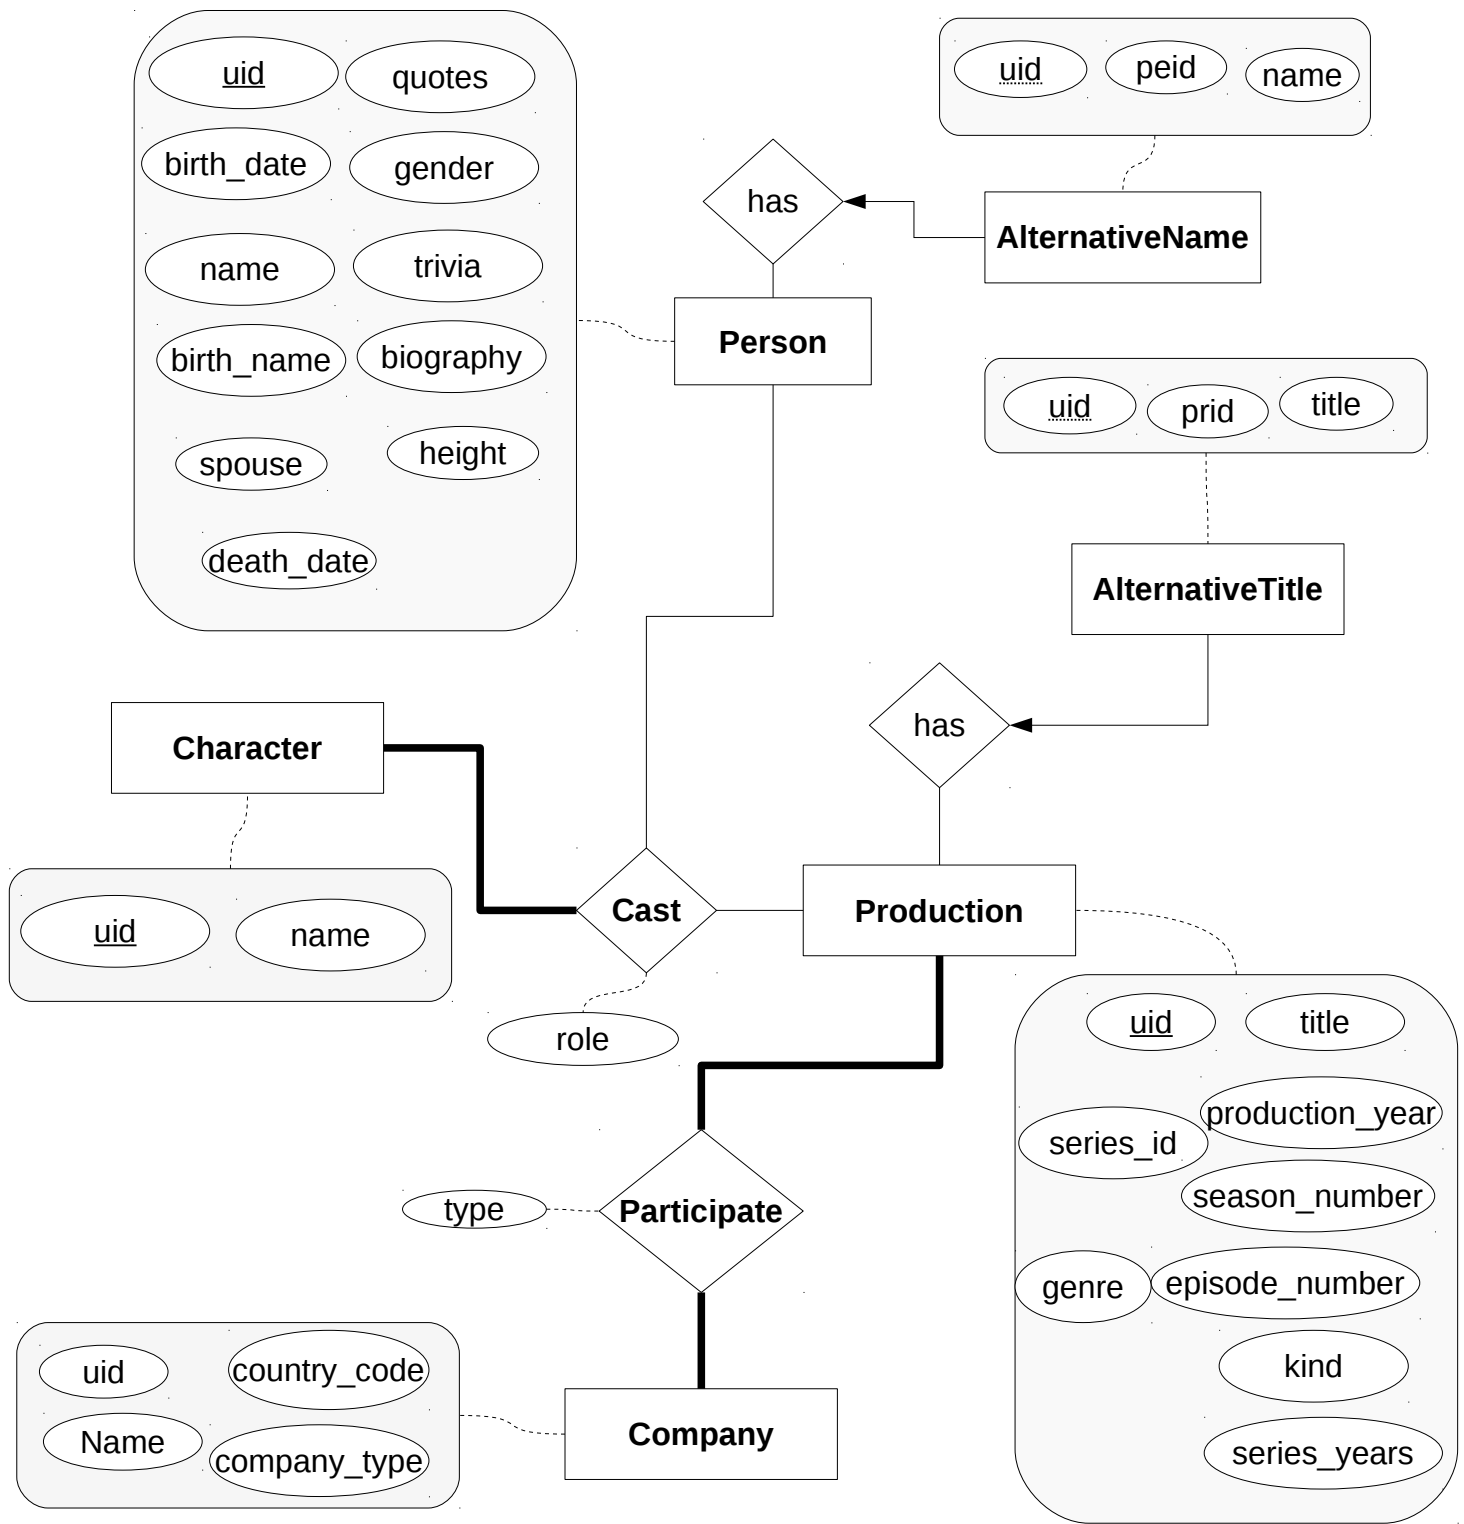 uid
quotes
birth_date
gender
name
trivia
birth_name
biography
spouse
height
death_date
uid
peid
name
has
AlternativeName
Person
uid
prid
title
AlternativeTitle
has
Character
uid
name
Cast
Production
role
uid
title
production_year
series_id
season_number
genre
episode_number
kind
series_years
type
Participate
uid
country_code
Name
company_type
Company